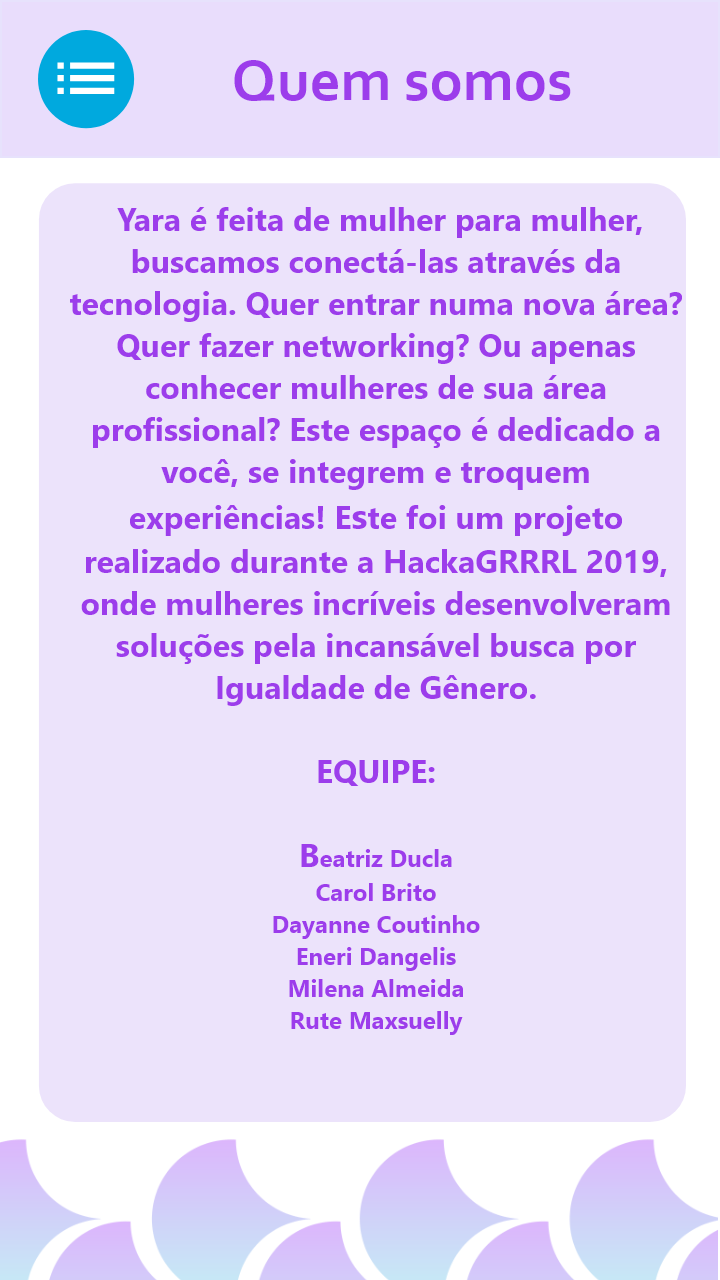 Quem somos
Yara é feita de mulher para mulher,
buscamos conectá-las através da
tecnologia. Quer entrar numa nova área?
Quer fazer networking? Ou apenas
conhecer mulheres de sua área
profissional? Este espaço é dedicado a
você, se integrem e troquem
experiências! Este foi um projeto
realizado durante a HackaGRRRL 2019,
onde mulheres incríveis desenvolveram
soluções pela incansável busca por
Igualdade de Gênero.
EQUIPE:
Beatriz Ducla
Carol Brito
Dayanne Coutinho
Eneri Dangelis
Milena Almeida
Rute Maxsuelly